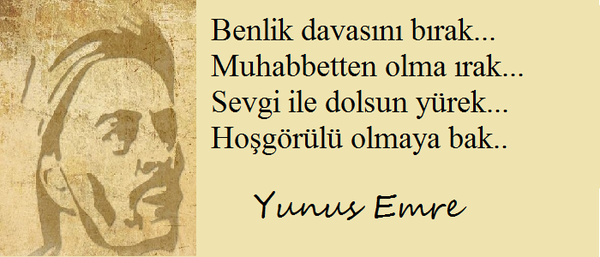 Benlik davasını bırak...
Muhabbetten olma ırak...
Sevgi ile dolsun yürek...
Hoşgörülü olmaya bak..
Yunus Emre